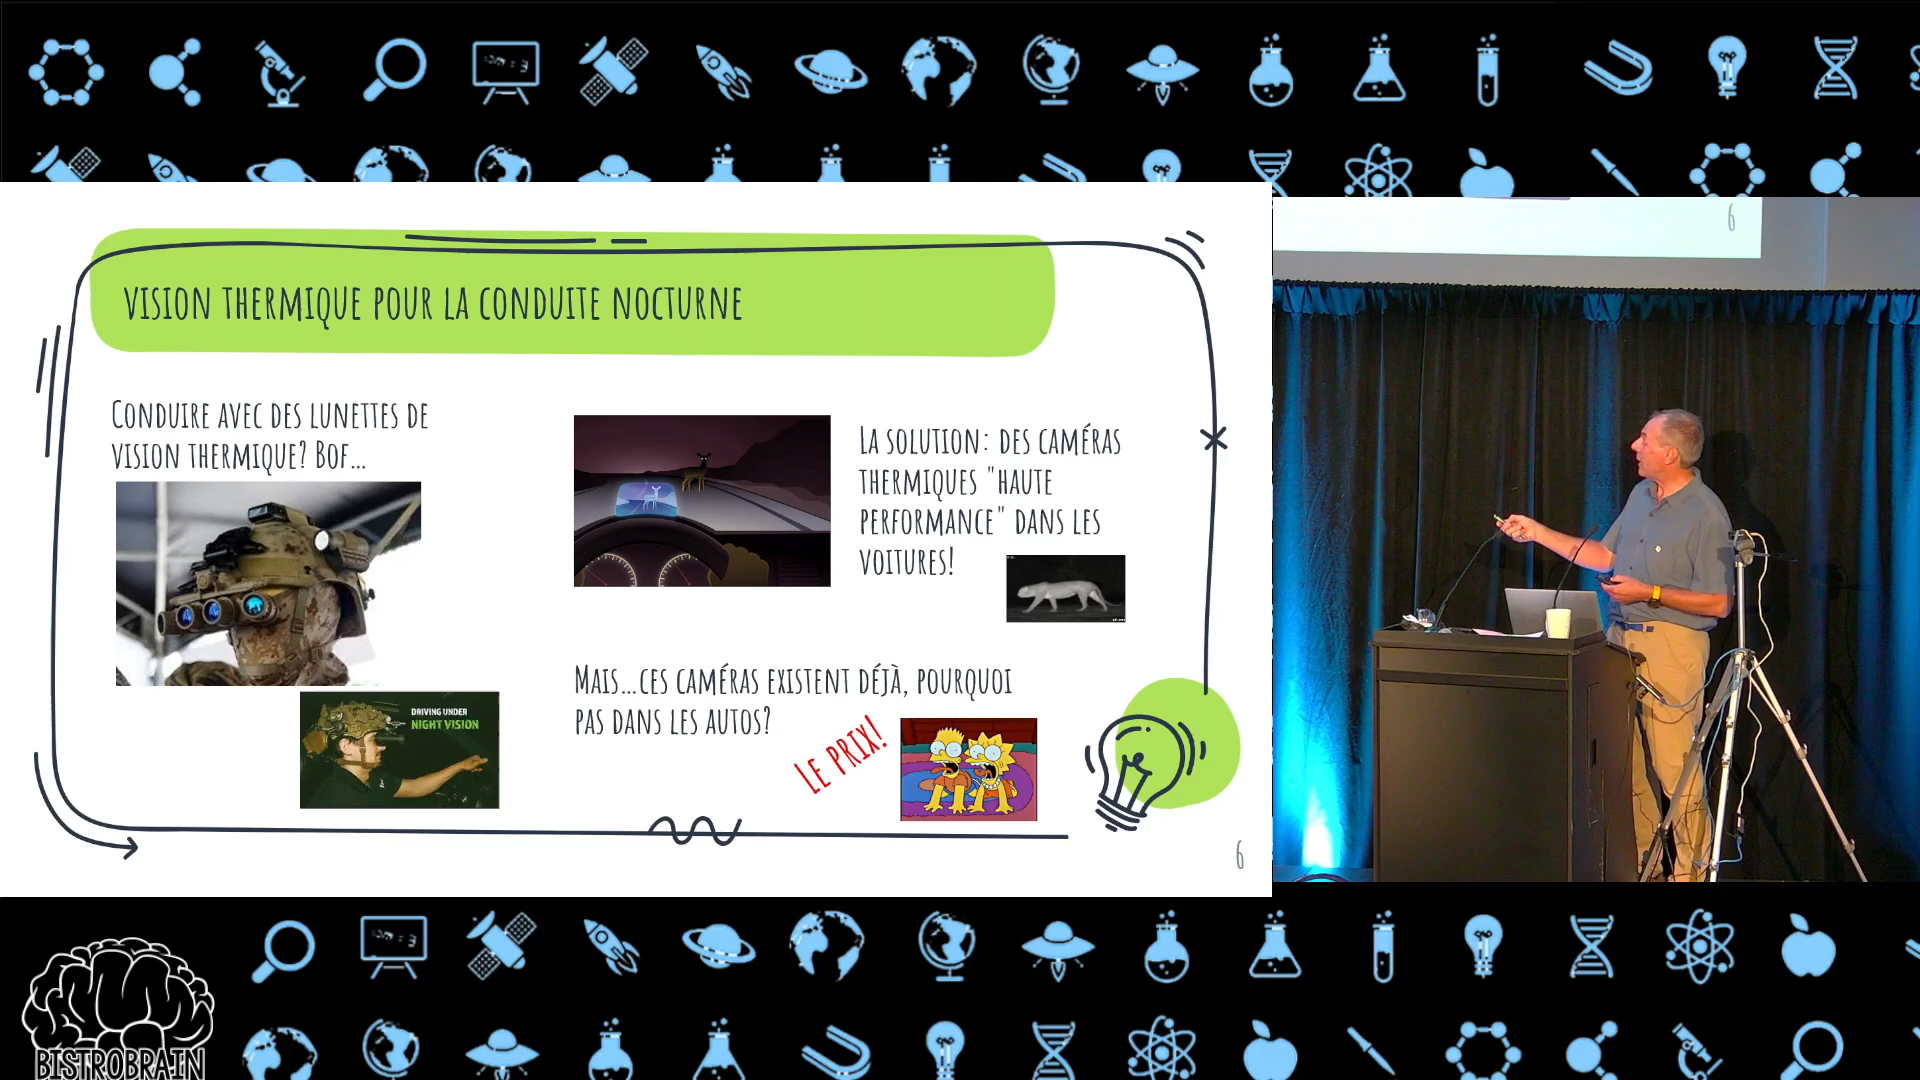 VISION THERMIQUE POUR LA CONDUITE NOCTURNE
CONDUIRE AVEC DES LUNETTES DE
VISION THERMIQUE? BOF...
DRIVING UNDER
NIGHT VISION
LA SOLUTION: DES CAMÉRAS
THERMIQUES "HAUTE
PERFORMANCE" DANS LES
VOITURES!
MAIS...CES CAMÉRAS EXISTENT DÉJÀ, POURQUOI
PAS DANS LES AUTOS?
LE PRIX!
6
6
BISTROBRAIN